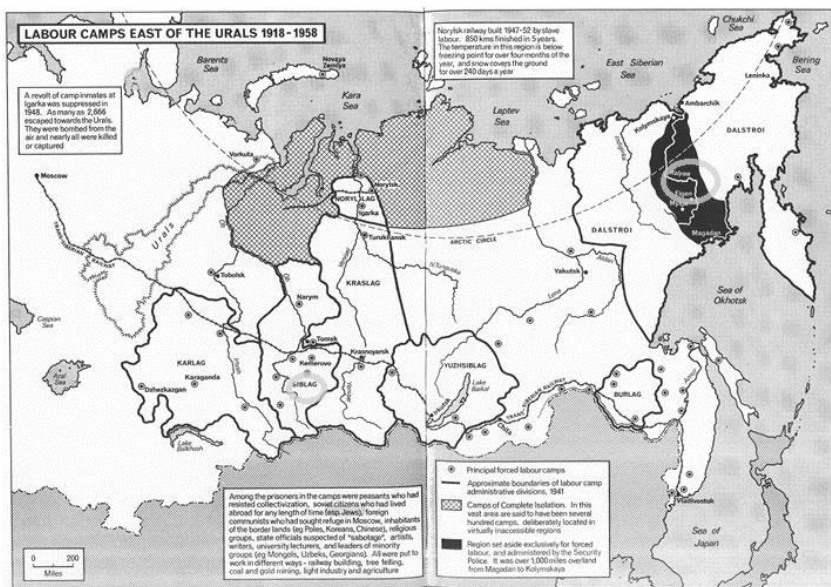 LABOUR CAMPS EAST OF THE URALS 1918-1958
A revolt of camp inmates at
Igarka was suppressed in
1948. As many as 2,666
escaped towards the Urals.
They were bombed from the
air and nearly all were killed
or captured
Norylsk railway built 1947-52 by slave
labour. 850 kms finished in 5 years.
The temperature in this region is below
freezing point for over four months of the
year, and snow covers the ground
for over 240 days a year
Barents
Sea
Novaya
Zemlya
Kara
Sea
Laptev
Sea
East Siberian
Sea
Chukchi
Sea
Bering
Sea
Leninka
Ambarchik
Kolymskaya
DALSTROI
Vorkuta
Norylsk
NORYLLAG
Igarka
Moscow
TRANS-SIBERIAN RAILWAY
Urals
Turukhansk
ARCTIC CIRCLE
DALSTROI
Elgen
Magadan
Yakutsk
Aldan
Lena
Sea of
Okhotsk
Tobolsk
Ob
Narym
KRASLAG
Caspian
Sea
Aral
Sea
Tomsk
Kemerovo
Krasnoyarsk
KARLAG
Karaganda
Dzhezkazgan
SIBLAG
YUZHSIBLAG
Lake
Baikal
Irkutsk
TRANS SIBERIAN RAILWAY
Chita
BURLAG
Amur
Lake
Balkhush
Vladivostok
Sea of
Japan
Among the prisoners in the camps were peasants who had
resisted collectivization, soviet citizens who had lived
abroad for any length of time (esp. Jews), foreign
communists who had sought refuge in Moscow, inhabitants
of the border lands (eg Poles, Koreans, Chinese), religious
groups, state officials suspected of "sabotage", artists,
writers, university lecturers, and leaders of minority
groups (eg Mongols, Uzbeks, Georgians). All were put to
work in different ways - railway building, tree felling,
coal and gold mining, light industry and agriculture
Principal forced labour camps
Approximate boundaries of labour camp
administrative divisions, 1941
Camps of Complete Isolation. In this
vast area are said to have been several
hundred camps, deliberately located in
virtually inaccessible regions
Region set aside exclusively for forced
labour, and administered by the Security
Police. It was over 1,000 miles overland
from Magadan to Kolymskaya
0 200
Miles